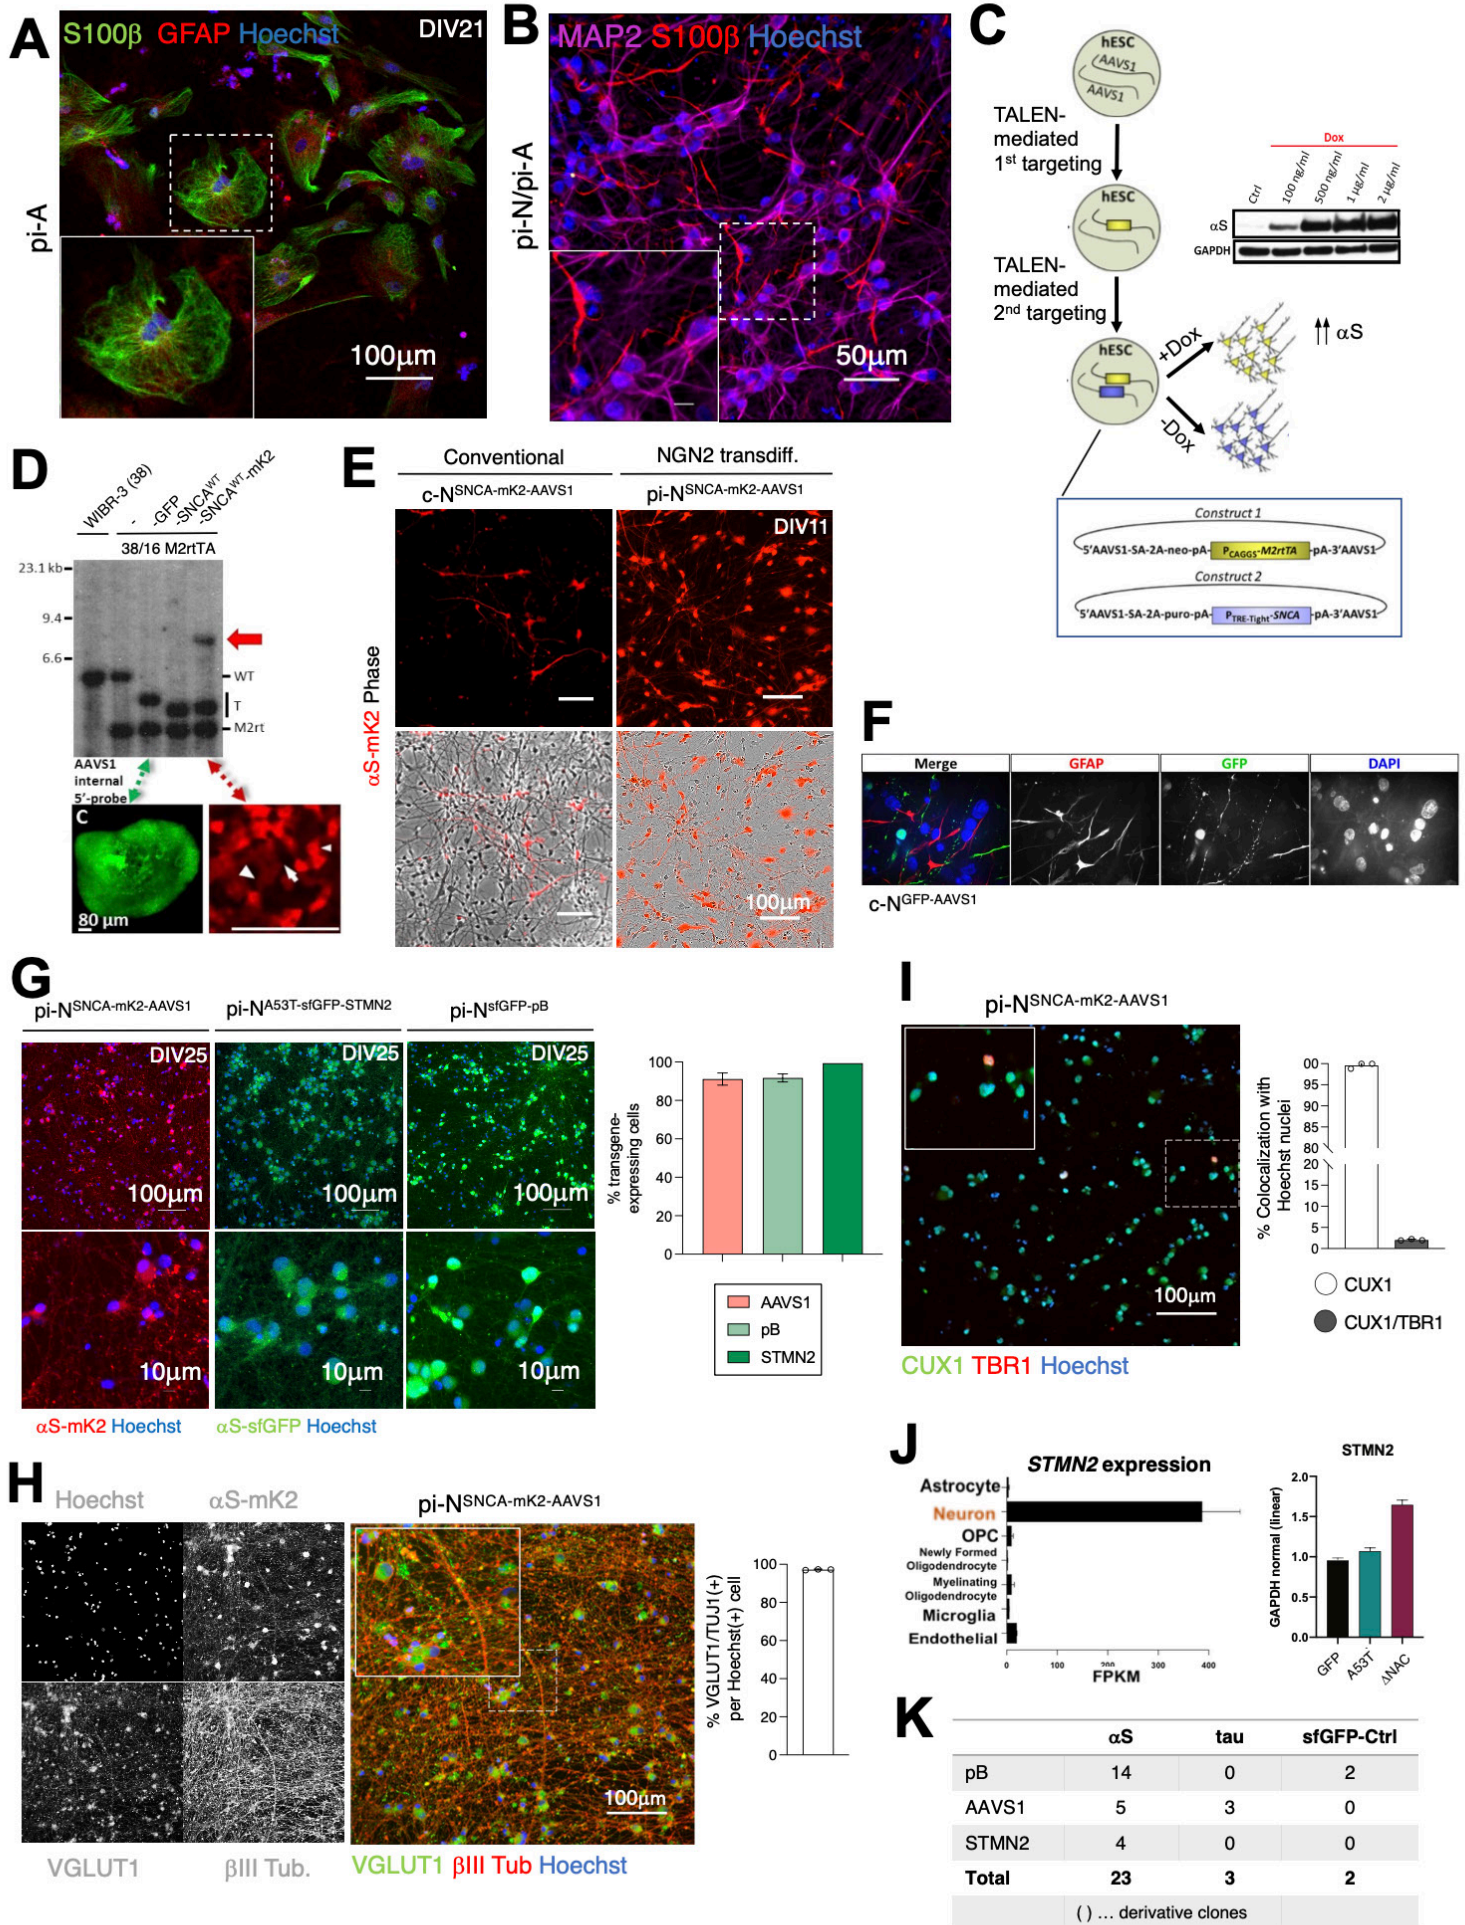 A
S100β GFAP Hoechst
DIV21
pi-A
100μm
B
MAP2 S100β Hoechst
pi-N/pi-A
50μm
C
hESC
AAVS1
AAVS1
TALEN-
mediated
1st targeting
hESC
TALEN-
mediated
2nd targeting
hESC
+Dox
-Dox
↑↑ αS
Dox
Ctrl
100 ng/ml
500 ng/ml
1 μg/ml
2 μg/ml
αS
GAPDH
Construct 1
5'AAVS1-SA-2A-neo-pA- PCAGGS-M2rtTA -pA-3'AAVS1
Construct 2
5'AAVS1-SA-2A-puro-pA- PTRE-Tight-SNCA -pA-3'AAVS1
D
WIBR-3 (38)
-
-GFP
-SNCAWT
-SNCAWT-mK2
38/16 M2rtTA
23.1 kb
9.4
6.6
WT
T
M2rt
AAVS1
internal
5'-probe
C
80 μm
E
Conventional
NGN2 transdiff.
c-NSNCA-mK2-AAVS1
pi-NSNCA-mK2-AAVS1
DIV11
αS-mK2 Phase
100μm
F
Merge
GFAP
GFP
DAPI
c-NGFP-AAVS1
G
pi-NSNCA-mK2-AAVS1
pi-NA53T-sfGFP-STMN2
pi-NsfGFP-pB
DIV25
DIV25
DIV25
100μm
100μm
100μm
10μm
10μm
10μm
αS-mK2 Hoechst
αS-sfGFP Hoechst
% transgene-
expressing cells
100
80
60
40
20
0
AAVS1
pB
STMN2
H
Hoechst
αS-mK2
VGLUT1
βIII Tub.
pi-NSNCA-mK2-AAVS1
100μm
VGLUT1 βIII Tub Hoechst
% VGLUT1/TUJ1(+)
per Hoechst(+) cell
100
80
60
40
20
0
I
pi-NSNCA-mK2-AAVS1
100μm
CUX1 TBR1 Hoechst
% Colocalization with
Hoechst nuclei
00
95
90
85
80
20
15
10
5
0
CUX1
CUX1/TBR1
J
STMN2 expression
Astrocyte
Neuron
OPC
Newly Formed
Oligodendrocyte
Myelinating
Oligodendrocyte
Microglia
Endothelial
0
100
200
300
400
FPKM
STMN2
GAPDH normal (linear)
2.0
1.5
1.0
0.5
0.0
GFP
A53T
ΔNAC
K
αS tau sfGFP-Ctrl
pB 14 0 2
AAVS1 5 3 0
STMN2 4 0 0
Total 23 3 2
( ) ... derivative clones